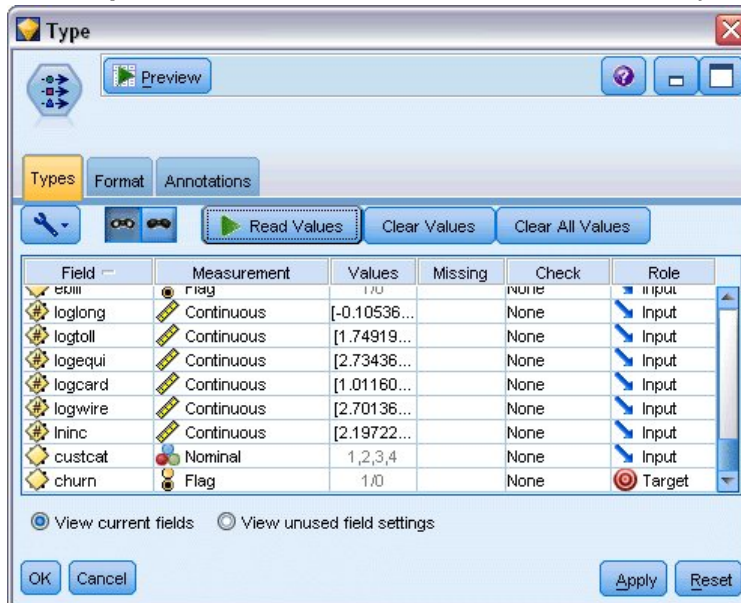 Type
Preview
Types Format Annotations
Read Values Clear Values Clear All Values
Field Measurement Values Missing Check Role
ebill Flag 1/0 None Input
loglong Continuous [-0.10536... None Input
logtoll Continuous [1.74919... None Input
logequi Continuous [2.73436... None Input
logcard Continuous [1.01160... None Input
logwire Continuous [2.70136... None Input
lninc Continuous [2.19722... None Input
custcat Nominal 1,2,3,4 None Input
churn Flag 1/0 None Target
View current fields View unused field settings
OK Cancel Apply Reset